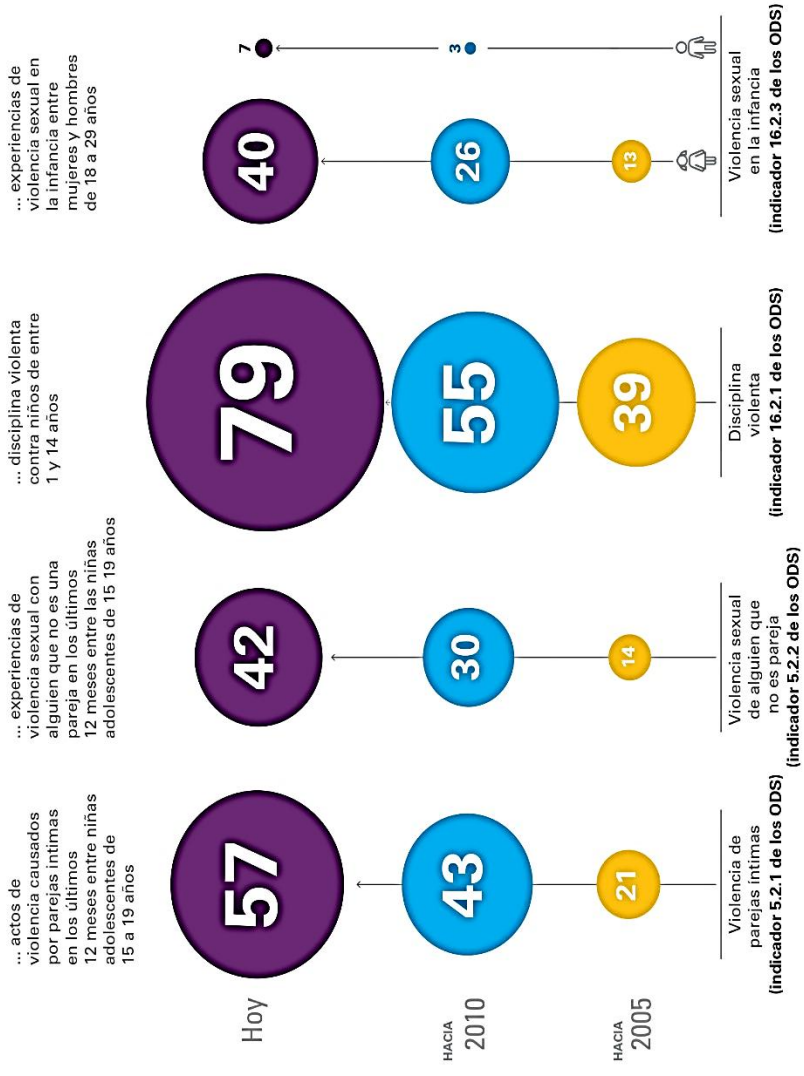 ... actos de
violencia causados
por parejas íntimas
en los últimos
12 meses entre niñas
adolescentes de
15 a 19 años
... experiencias de
violencia sexual con
alguien que no es una
pareja en los últimos
12 meses entre las niñas
adolescentes de 15 19 años
... disciplina violenta
contra niños de entre
1 y 14 años
... experiencias de
violencia sexual en
la infancia entre
mujeres y hombres
de 18 a 29 años
Hoy
57
42
79
40
7
HACIA
2010
43
30
55
26
3
HACIA
2005
21
14
39
13
Violencia de
parejas íntimas
(indicador 5.2.1 de los ODS)
Violencia sexual
de alguien que
no es pareja
(indicador 5.2.2 de los ODS)
Disciplina
violenta
(indicador 16.2.1 de los ODS)
Violencia sexual
en la infancia
(indicador 16.2.3 de los ODS)